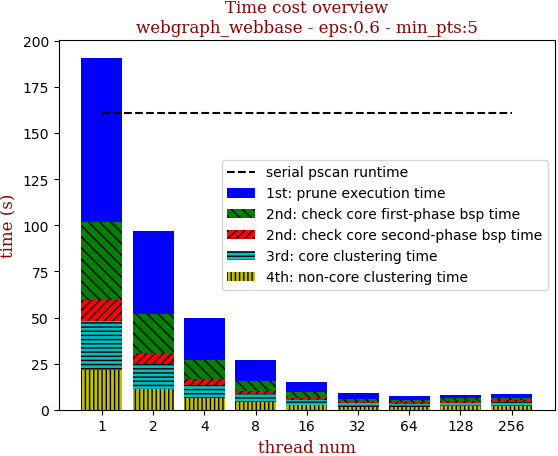 Time cost overview
webgraph_webbase - eps:0.6 - min_pts:5
200
175
150
125
100
75
50
25
0
time (s)
serial pscan runtime
1st: prune execution time
2nd: check core first-phase bsp time
2nd: check core second-phase bsp time
3rd: core clustering time
4th: non-core clustering time
1 2 4 8 16 32 64 128 256
thread num